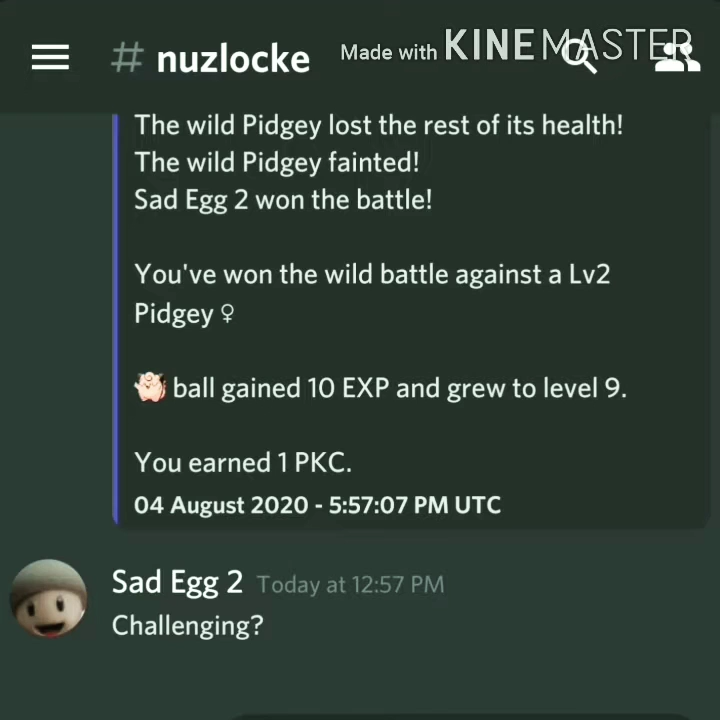 # nuzlocke
Made with KINEMASTER
The wild Pidgey lost the rest of its health!
The wild Pidgey fainted!
Sad Egg 2 won the battle!
You've won the wild battle against a Lv2
Pidgey ♀
ball gained 10 EXP and grew to level 9.
You earned 1 PKC.
04 August 2020 - 5:57:07 PM UTC
Sad Egg 2 Today at 12:57 PM
Challenging?